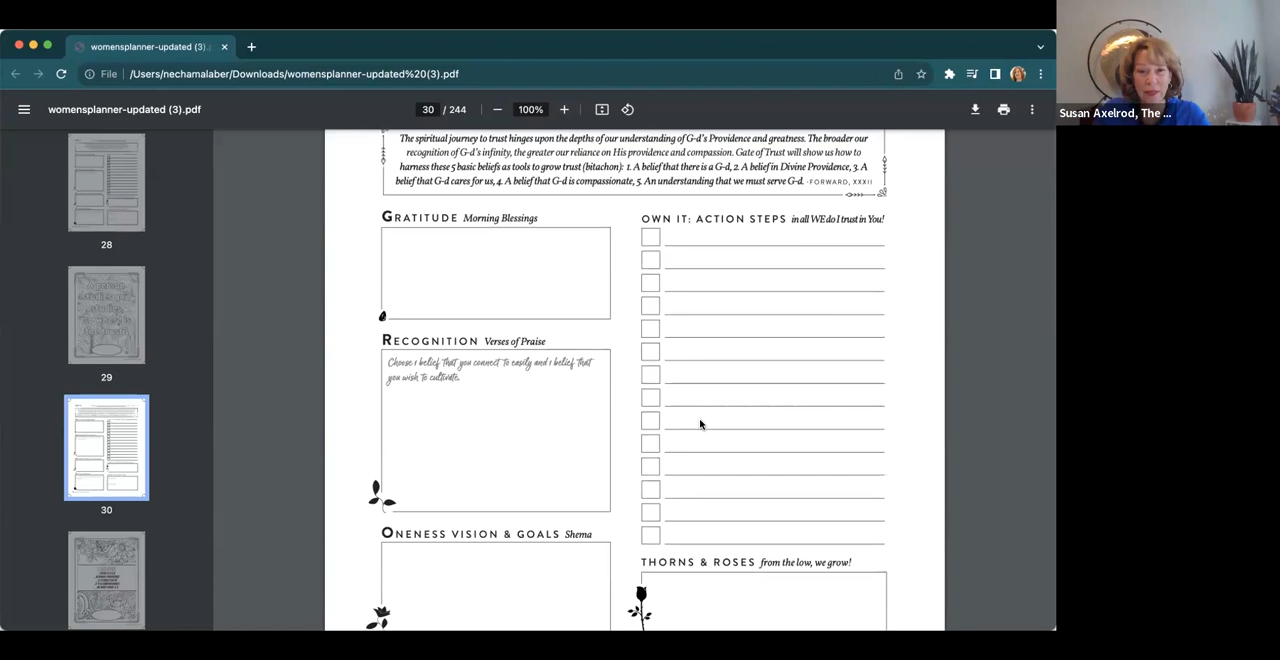 womensplanner-updated (3).
File
/Users/nechamalaber/Downloads/womensplanner-updated%20(3).pdf
womensplanner-updated (3).pdf
30 / 244
100%
Susan Axelrod, The ...
28
29
30
The spiritual journey to trust hinges upon the depths of our understanding of G-d's Providence and greatness. The broader our
recognition of G-d's infinity, the greater our reliance on His providence and compassion. Gate of Trust will show us how to
harness these 5 basic beliefs as tools to grow trust (bitachon): 1. A belief that there is a G-d, 2. A belief in Divine Providence, 3. A
belief that G-d cares for us, 4. A belief that G-d is compassionate, 5. An understanding that we must serve G-d. -FORWARD, XXXII
GRATITUDE Morning Blessings
RECOGNITION Verses of Praise
Choose 1 belief that you connect to easily and 1 belief that
you wish to cultivate.
ONENESS VISION & GOALS Shema
OWN IT: ACTION STEPS in all WE do I trust in You!
THORNS & ROSES from the low, we grow!